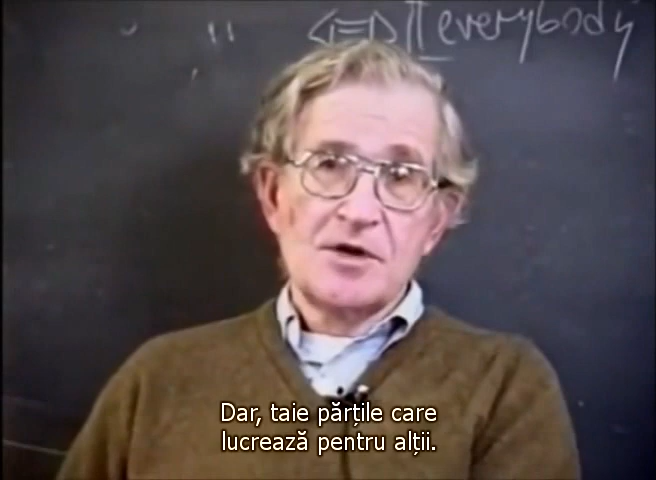 everybody
Dar, taie părțile care
lucrează pentru alții.